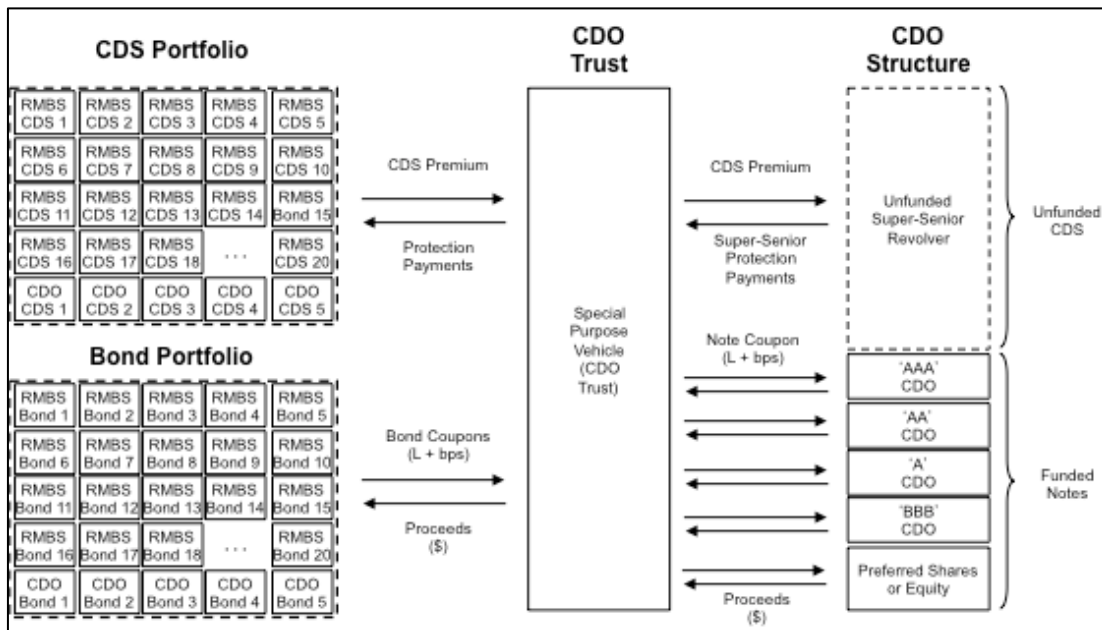 CDS Portfolio
RMBS CDS 1
RMBS CDS 2
RMBS CDS 3
RMBS CDS 4
RMBS CDS 5
RMBS CDS 6
RMBS CDS 7
RMBS CDS 8
RMBS CDS 9
RMBS CDS 10
RMBS CDS 11
RMBS CDS 12
RMBS CDS 13
RMBS CDS 14
RMBS Bond 15
RMBS CDS 16
RMBS CDS 17
RMBS CDS 18
...
RMBS CDS 20
CDO CDS 1
CDO CDS 2
CDO CDS 3
CDO CDS 4
CDO CDS 5
Bond Portfolio
RMBS Bond 1
RMBS Bond 2
RMBS Bond 3
RMBS Bond 4
RMBS Bond 5
RMBS Bond 6
RMBS Bond 7
RMBS Bond 8
RMBS Bond 9
RMBS Bond 10
RMBS Bond 11
RMBS Bond 12
RMBS Bond 13
RMBS Bond 14
RMBS Bond 15
RMBS Bond 16
RMBS Bond 17
RMBS Bond 18
...
RMBS Bond 20
CDO Bond 1
CDO Bond 2
CDO Bond 3
CDO Bond 4
CDO Bond 5
CDS Premium
Protection
Payments
Bond Coupons
(L + bps)
Proceeds
($)
CDO
Trust
Special
Purpose
Vehicle
(CDO
Trust)
CDS Premium
Super-Senior
Protection
Payments
Note Coupon
(L + bps)
Proceeds
($)
CDO
Structure
Unfunded
Super-Senior
Revolver
'AAA'
CDO
'AA'
CDO
'A'
CDO
'BBB'
CDO
Preferred Shares
or Equity
Unfunded
CDS
Funded
Notes